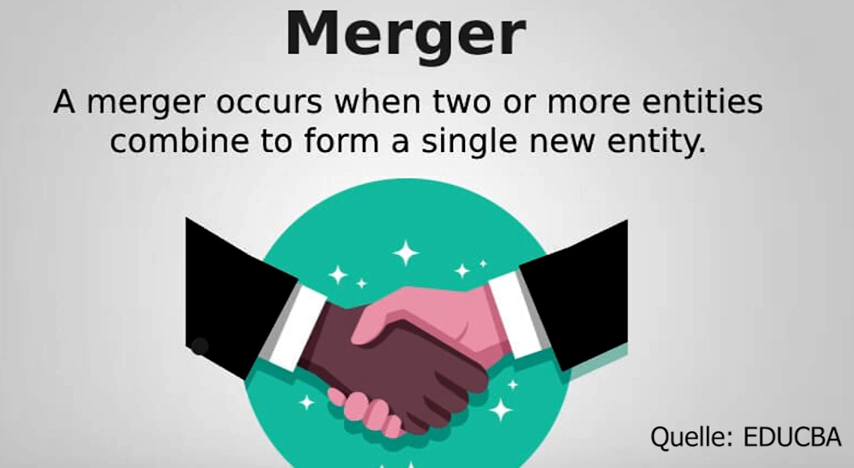 Merger
A merger occurs when two or more entities
combine to form a single new entity.
Quelle: EDUCBA